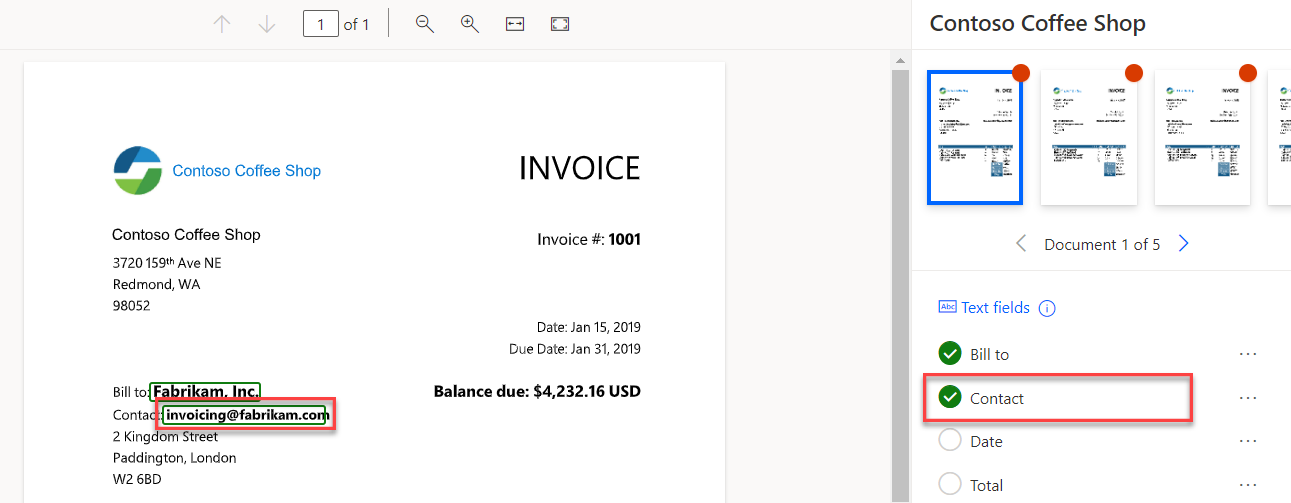 1 of 1
Contoso Coffee Shop
INVOICE
Contoso Coffee Shop
3720 159th Ave NE
Redmond, WA
98052
Invoice #: 1001
Date: Jan 15, 2019
Due Date: Jan 31, 2019
Bill to: Fabrikam, Inc.
Balance due: $4,232.16 USD
Contact: invoicing@fabrikam.com
2 Kingdom Street
Paddington, London
W2 6BD
Contoso Coffee Shop
Document 1 of 5
Abc Text fields
Bill to
Contact
Date
Total